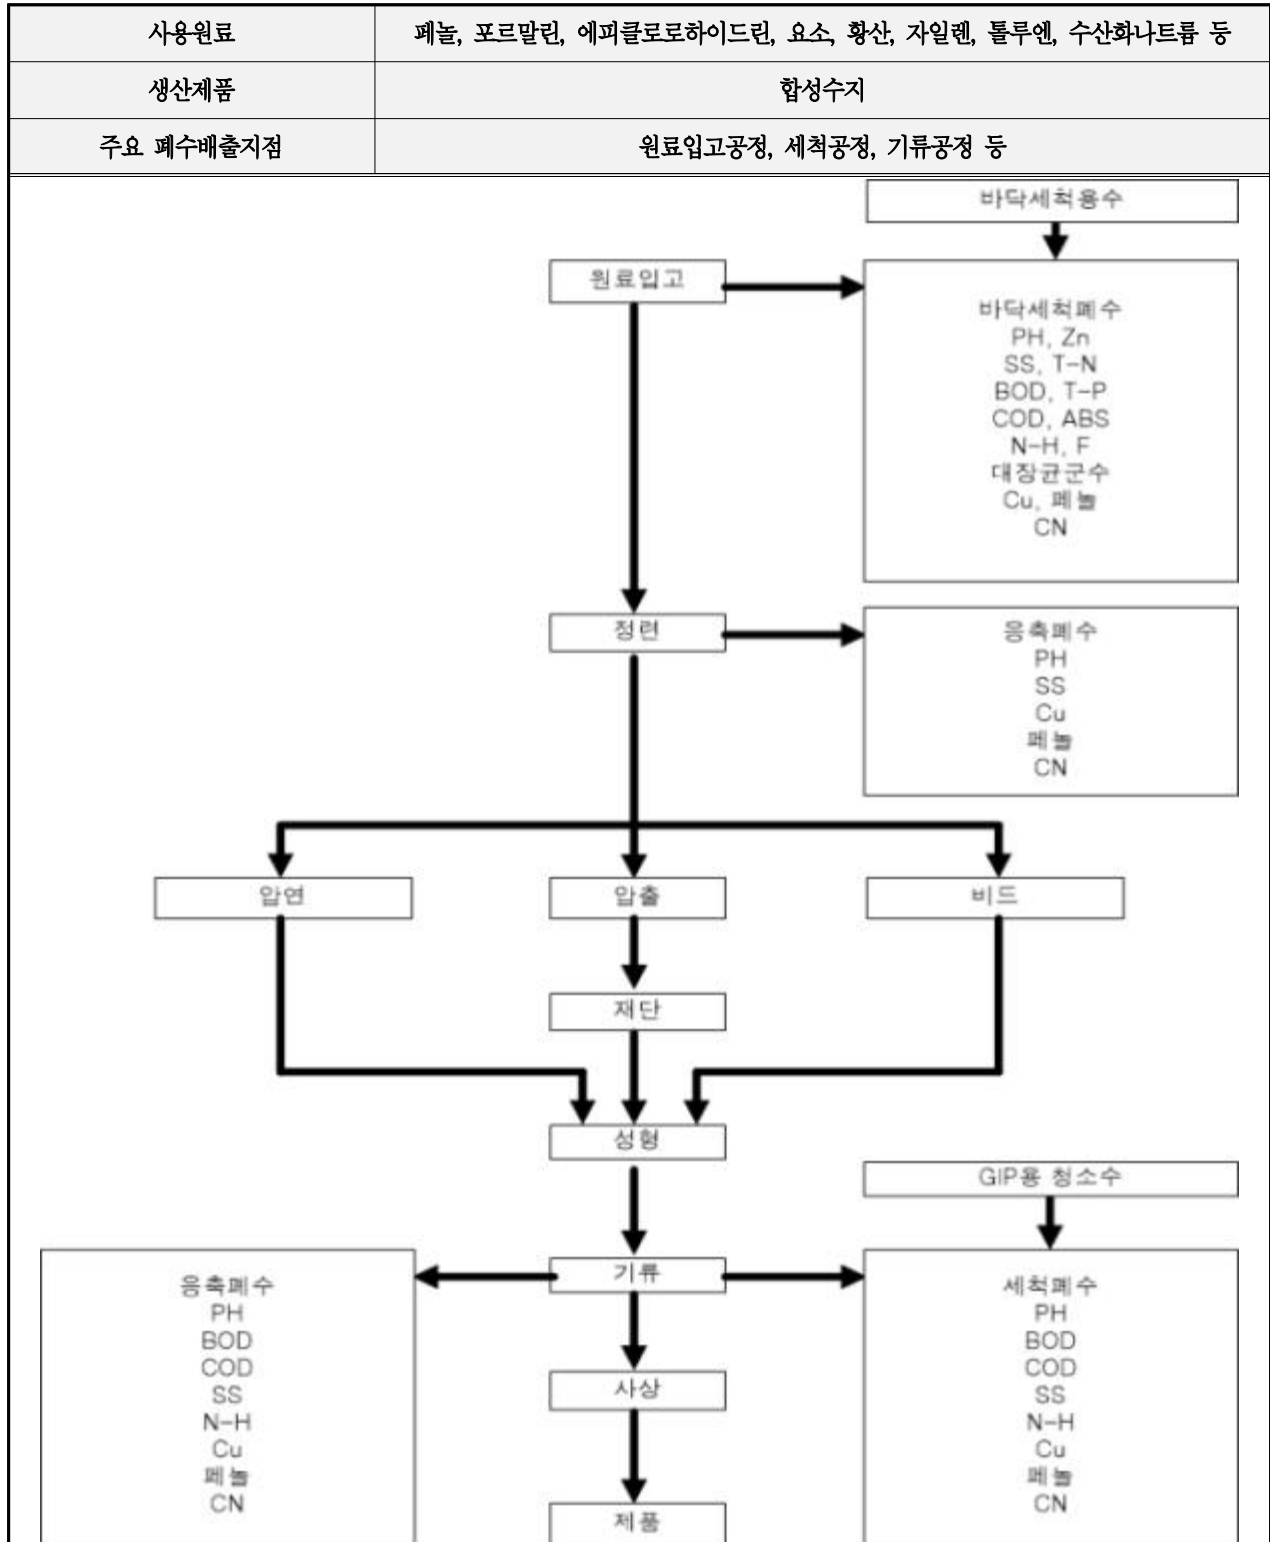 사용원료 페놀, 포르말린, 에피클로로하이드린, 요소, 황산, 자일렌, 톨루엔, 수산화나트륨 등
생산제품 합성수지
주요 폐수배출지점 원료입고공정, 세척공정, 기류공정 등
바닥세척용수
원료입고
바닥세척폐수
PH, Zn
SS, T-N
BOD, T-P
COD, ABS
N-H, F
대장균군수
Cu, 페놀
CN
정련
응축폐수
PH
SS
Cu
페놀
CN
압연
압출
비드
재단
성형
GIP용 청소수
기류
응축폐수
PH
BOD
COD
SS
N-H
Cu
페놀
CN
세척폐수
PH
BOD
COD
SS
N-H
Cu
페놀
CN
사상
제품